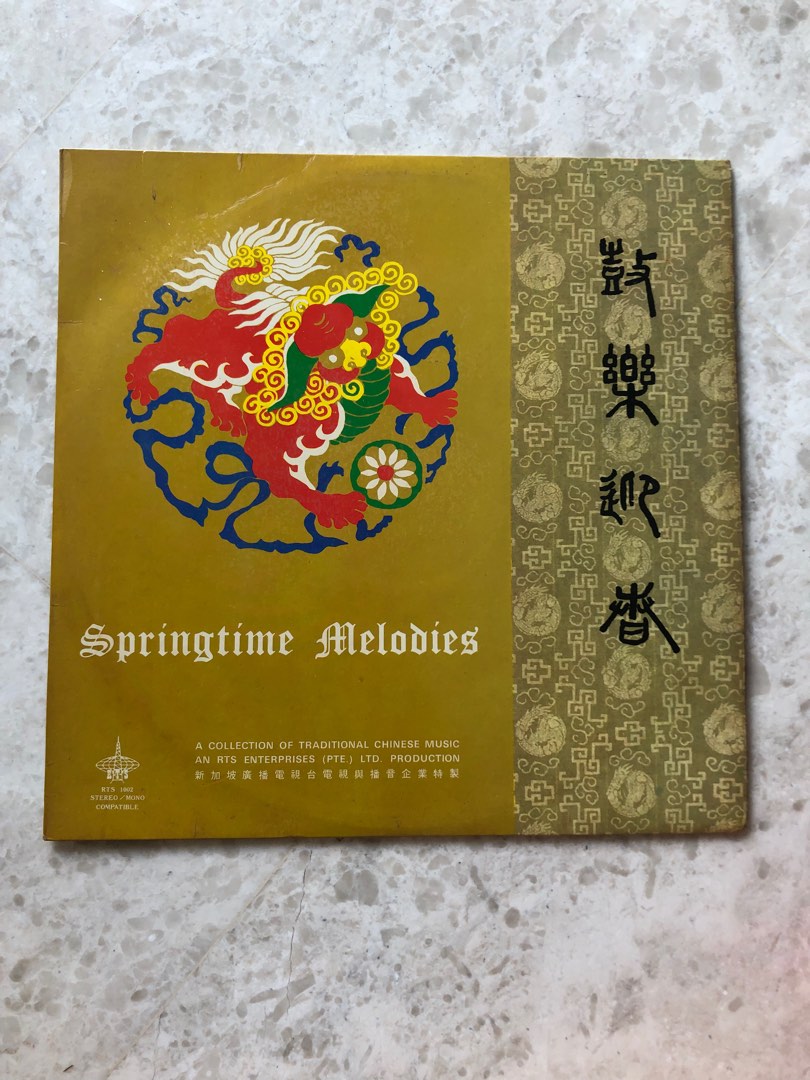 鼓樂迎春
Springtime Melodies
A COLLECTION OF TRADITIONAL CHINESE MUSIC
AN RTS ENTERPRISES (PTE.) LTD. PRODUCTION
新加坡廣播電視台電視與播音企業特製
RTS 1902
STEREO/MONO
COMPATIBLE